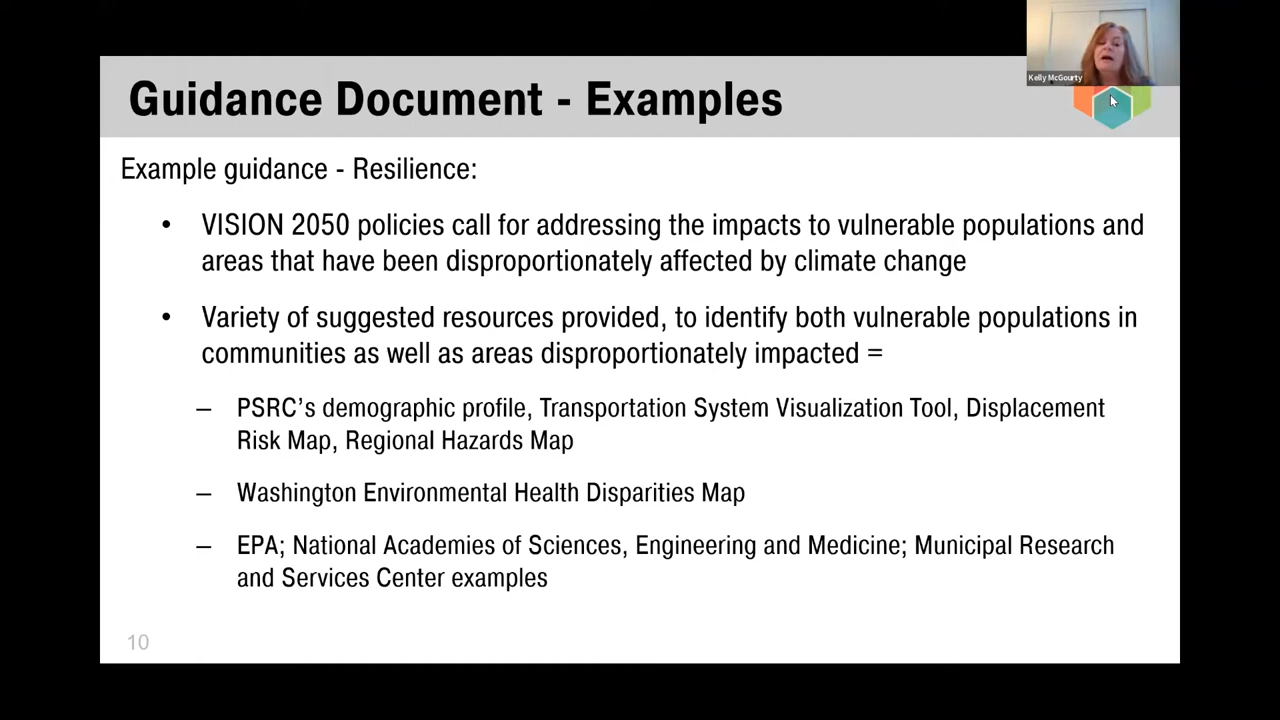 Kelly McGourty
Guidance Document - Examples
Example guidance - Resilience:
• VISION 2050 policies call for addressing the impacts to vulnerable populations and
areas that have been disproportionately affected by climate change
• Variety of suggested resources provided, to identify both vulnerable populations in
communities as well as areas disproportionately impacted =
– PSRC’s demographic profile, Transportation System Visualization Tool, Displacement
Risk Map, Regional Hazards Map
– Washington Environmental Health Disparities Map
– EPA; National Academies of Sciences, Engineering and Medicine; Municipal Research
and Services Center examples
10